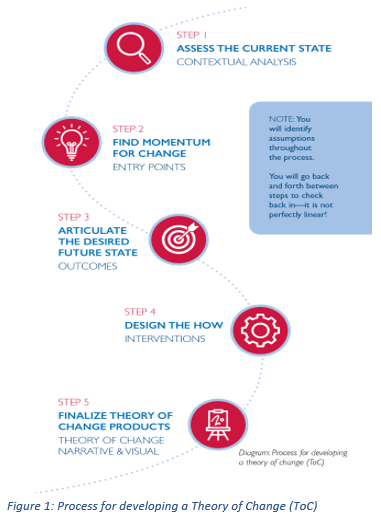 STEP 1
ASSESS THE CURRENT STATE
CONTEXTUAL ANALYSIS
STEP 2
FIND MOMENTUM
FOR CHANGE
ENTRY POINTS
NOTE: You
will identify
assumptions
throughout
the process.
You will go back
and forth between
steps to check
back in—it is not
perfectly linear!
STEP 3
ARTICULATE
THE DESIRED
FUTURE STATE
OUTCOMES
STEP 4
DESIGN THE HOW
INTERVENTIONS
STEP 5
FINALIZE THEORY OF
CHANGE PRODUCTS
THEORY OF CHANGE
NARRATIVE & VISUAL
Diagram: Process for developing
a theory of change (ToC)
Figure 1: Process for developing a Theory of Change (ToC)